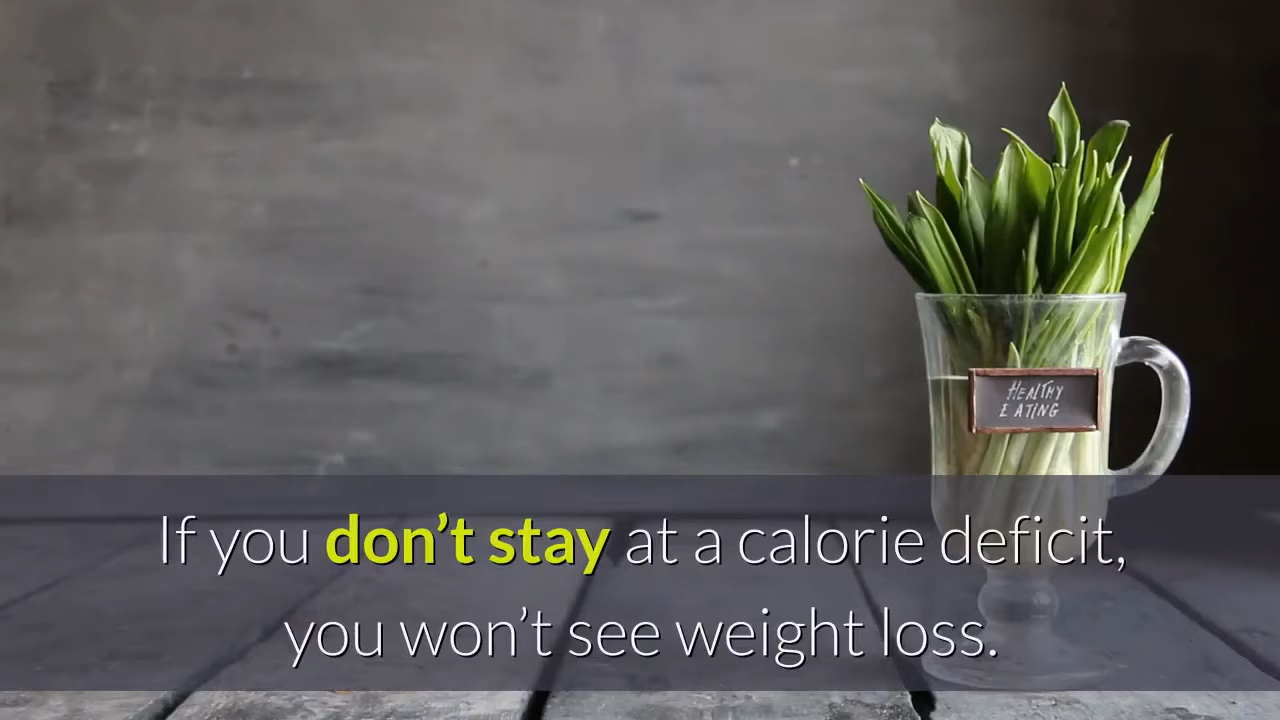 HEALTHY
EATING
If you don’t stay at a calorie deficit,
you won’t see weight loss.